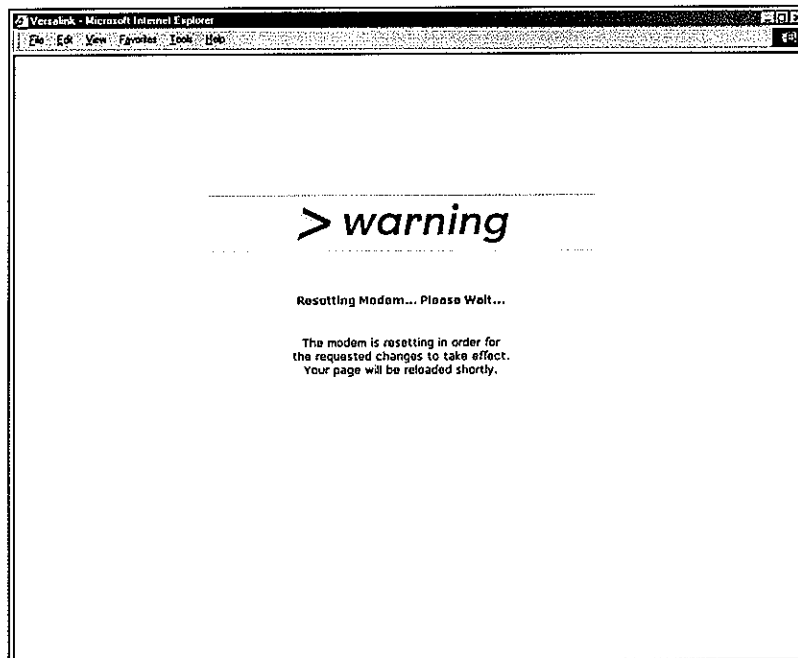 Versalink - Microsoft Internet Explorer
File Edit View Favorites Tools Help
> warning
Resetting Modem... Please Wait...
The modem is resetting in order for
the requested changes to take effect.
Your page will be reloaded shortly.